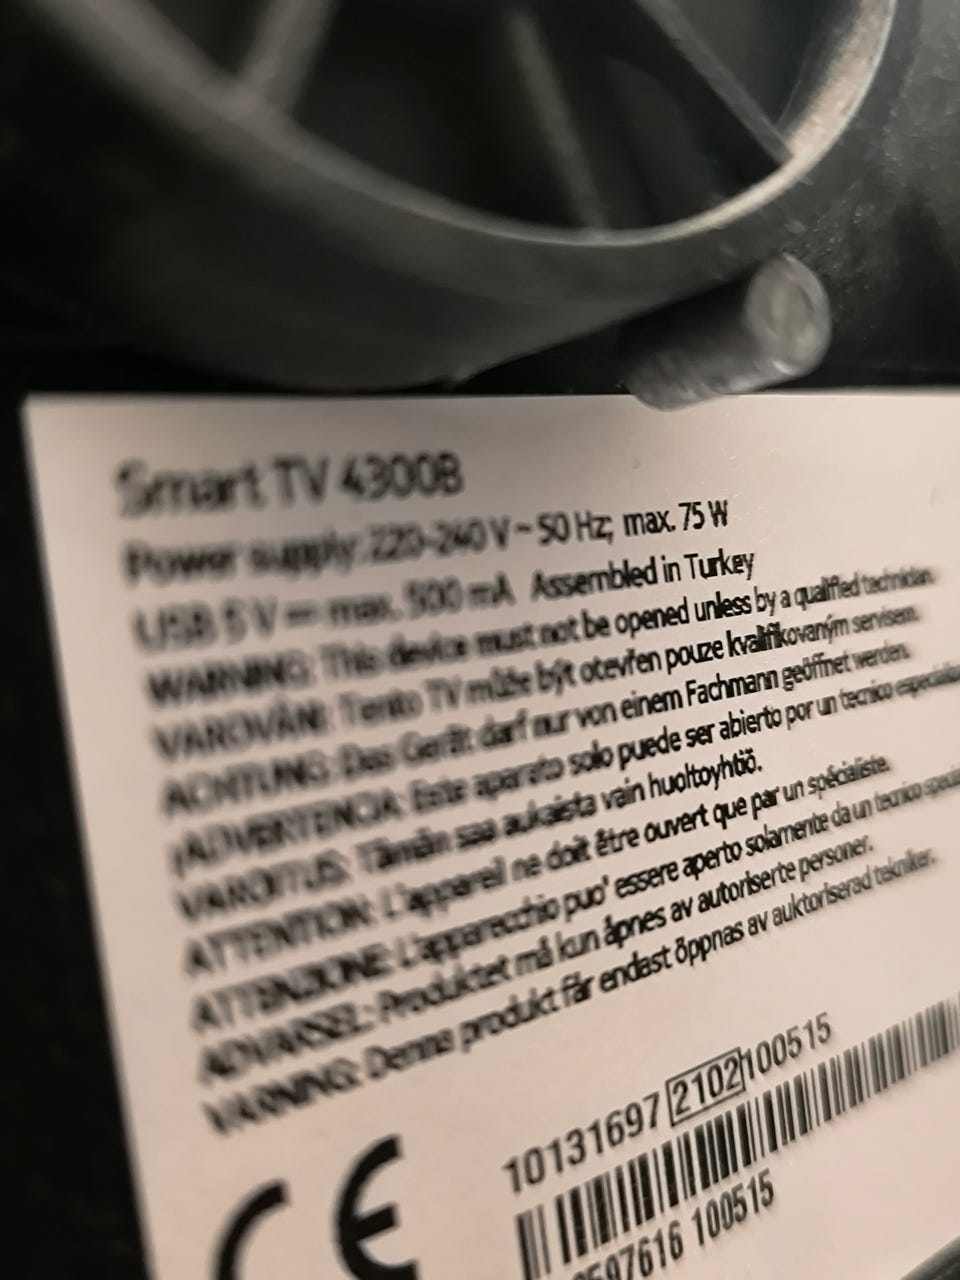 Smart TV 4300B
Power supply: 220-240 V ~ 50 Hz; max. 75 W
USB 5 V ⎓ max. 500 mA Assembled in Turkey
WARNING: This device must not be opened unless by a qualified technician.
VAROVÁNÍ: Tento TV může být otevřen pouze kvalifikovaným servisem.
ACHTUNG: Das Gerät darf nur von einem Fachmann geöffnet werden.
¡ADVERTENCIA: Este aparato solo puede ser abierto por un tecnico
VAROITUS: Tämän saa aukaista vain huoltoyhtiö.
ATTENTION: L'appareil ne doit être ouvert que par un spécialiste.
ATTENZIONE: L'apparecchio puo' essere aperto solamente da un tecnico
ADVARSEL: Produktet må kun åpnes av autoriserte personer.
VARNING: Denna produkt får endast öppnas av auktoriserad tekniker.
10131697 2102 100515
CE
597616 100515